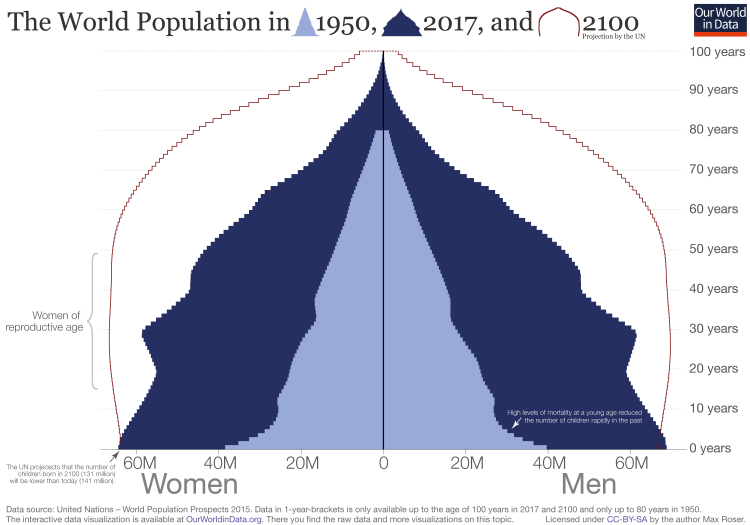 The World Population in 1950, 2017, and 2100
Projection by the UN
Our World
in Data
100 years
90 years
80 years
70 years
60 years
50 years
40 years
30 years
20 years
10 years
0 years
Women of
reproductive age
High levels of mortality at a young age reduced
the number of children rapidly in the past
The UN projecects that the number of
children born in 2100 (131 million)
will be lower than today (141 million).
60M 40M 20M 0 20M 40M 60M
Women Men
Data source: United Nations – World Population Prospects 2015. Data in 1-year-brackets is only available up to the age of 100 years in 2017 and 2100 and only up to 80 years in 1950.
The interactive data visualization is available at OurWorldinData.org. There you find the raw data and more visualizations on this topic. Licensed under CC-BY-SA by the author Max Roser.